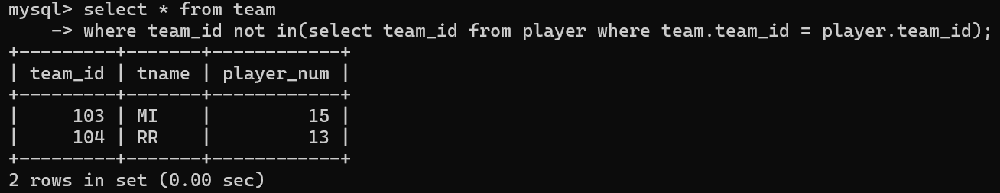 mysql> select * from team
    -> where team_id not in(select team_id from player where team.team_id = player.team_id);
+---------+-------+------------+
| team_id | tname | player_num |
+---------+-------+------------+
|     103 | MI    |         15 |
|     104 | RR    |         13 |
+---------+-------+------------+
2 rows in set (0.00 sec)